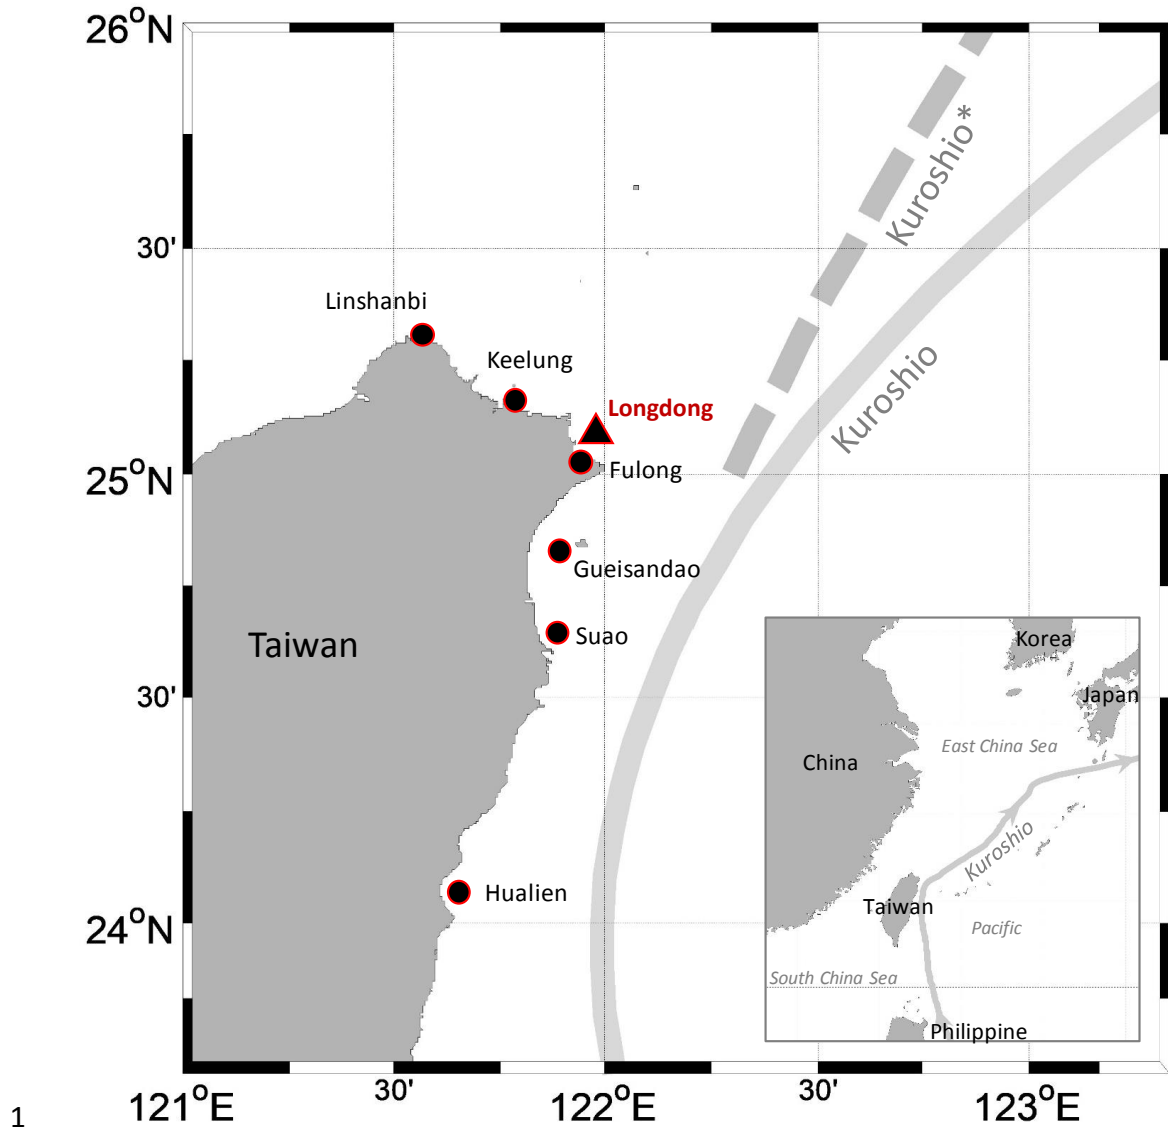 26°N
Kuroshio*
30'
Linshanbi
Keelung
Kuroshio
Longdong
Fulong
25°N
Gueisandao
Suao
Taiwan
30'
Hualien
24°N
Korea
Japan
East China Sea
China
Kuroshio
Taiwan
Pacific
South China Sea
Philippine
30'
30'
121°E
122°E
123°E
1